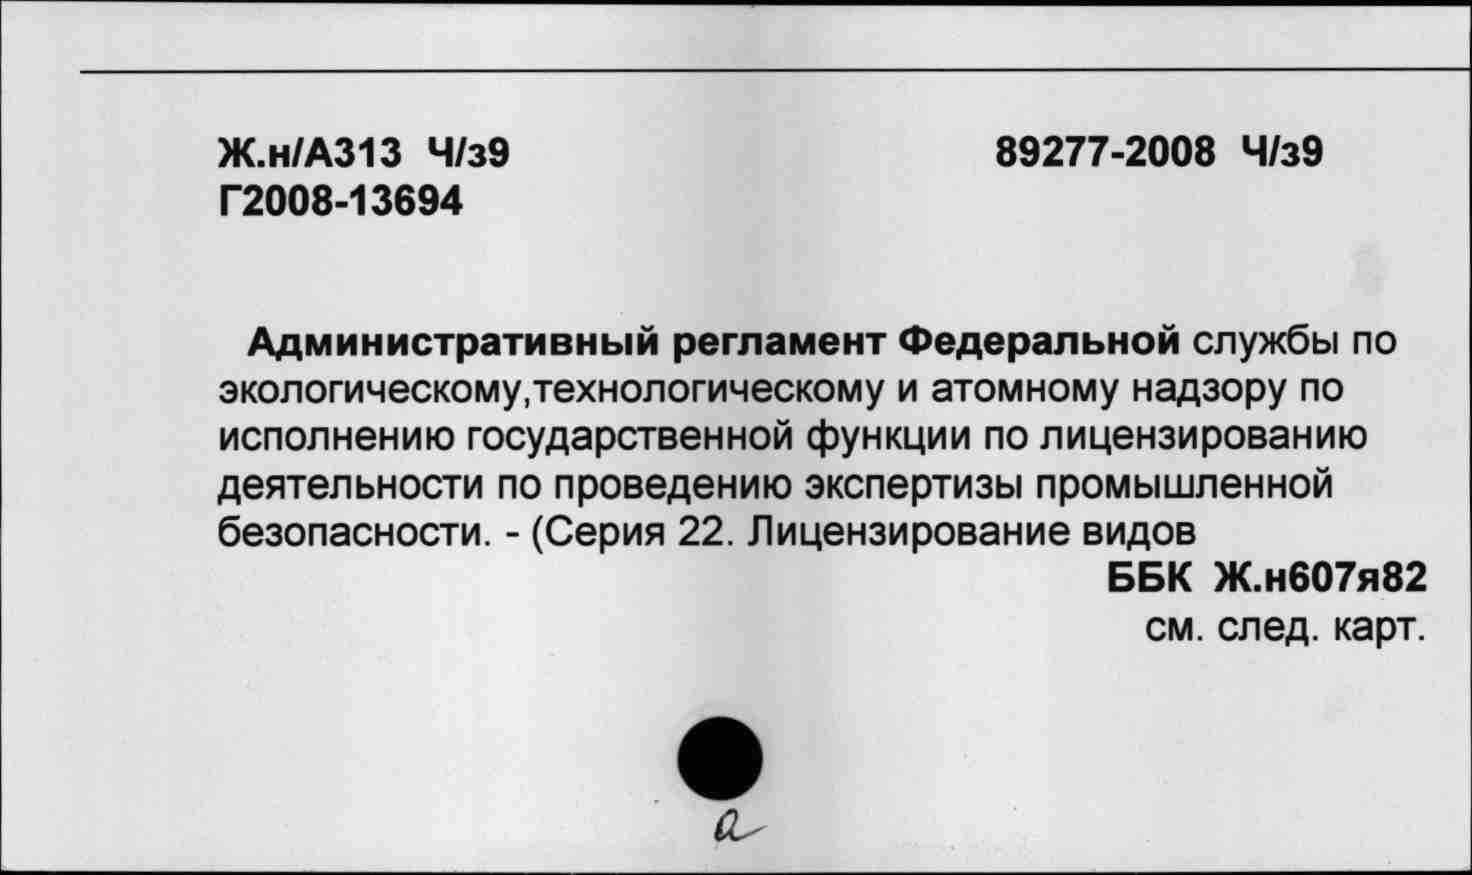 Ж.н/А313 Ч/з9 89277-2008 Ч/з9
Г2008-13694
Административный регламент Федеральной службы по
экологическому,технологическому и атомному надзору по
исполнению государственной функции по лицензированию
деятельности по проведению экспертизы промышленной
безопасности. - (Серия 22. Лицензирование видов
ББК Ж.н607я82
см. след. карт.
а